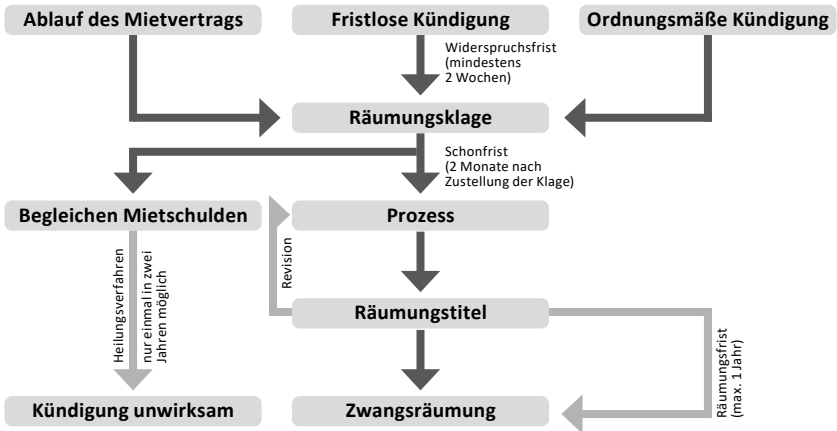 Ablauf des Mietvertrags
Fristlose Kündigung
Ordnungsmäße Kündigung
Widerspruchsfrist
(mindestens
2 Wochen)
Räumungsklage
Schonfrist
(2 Monate nach
Zustellung der Klage)
Begleichen Mietschulden
Prozess
Heilungsverfahren
nur einmal in zwei
Jahren möglich
Revision
Räumungstitel
Räumungsfrist
(max. 1 Jahr)
Kündigung unwirksam
Zwangsräumung